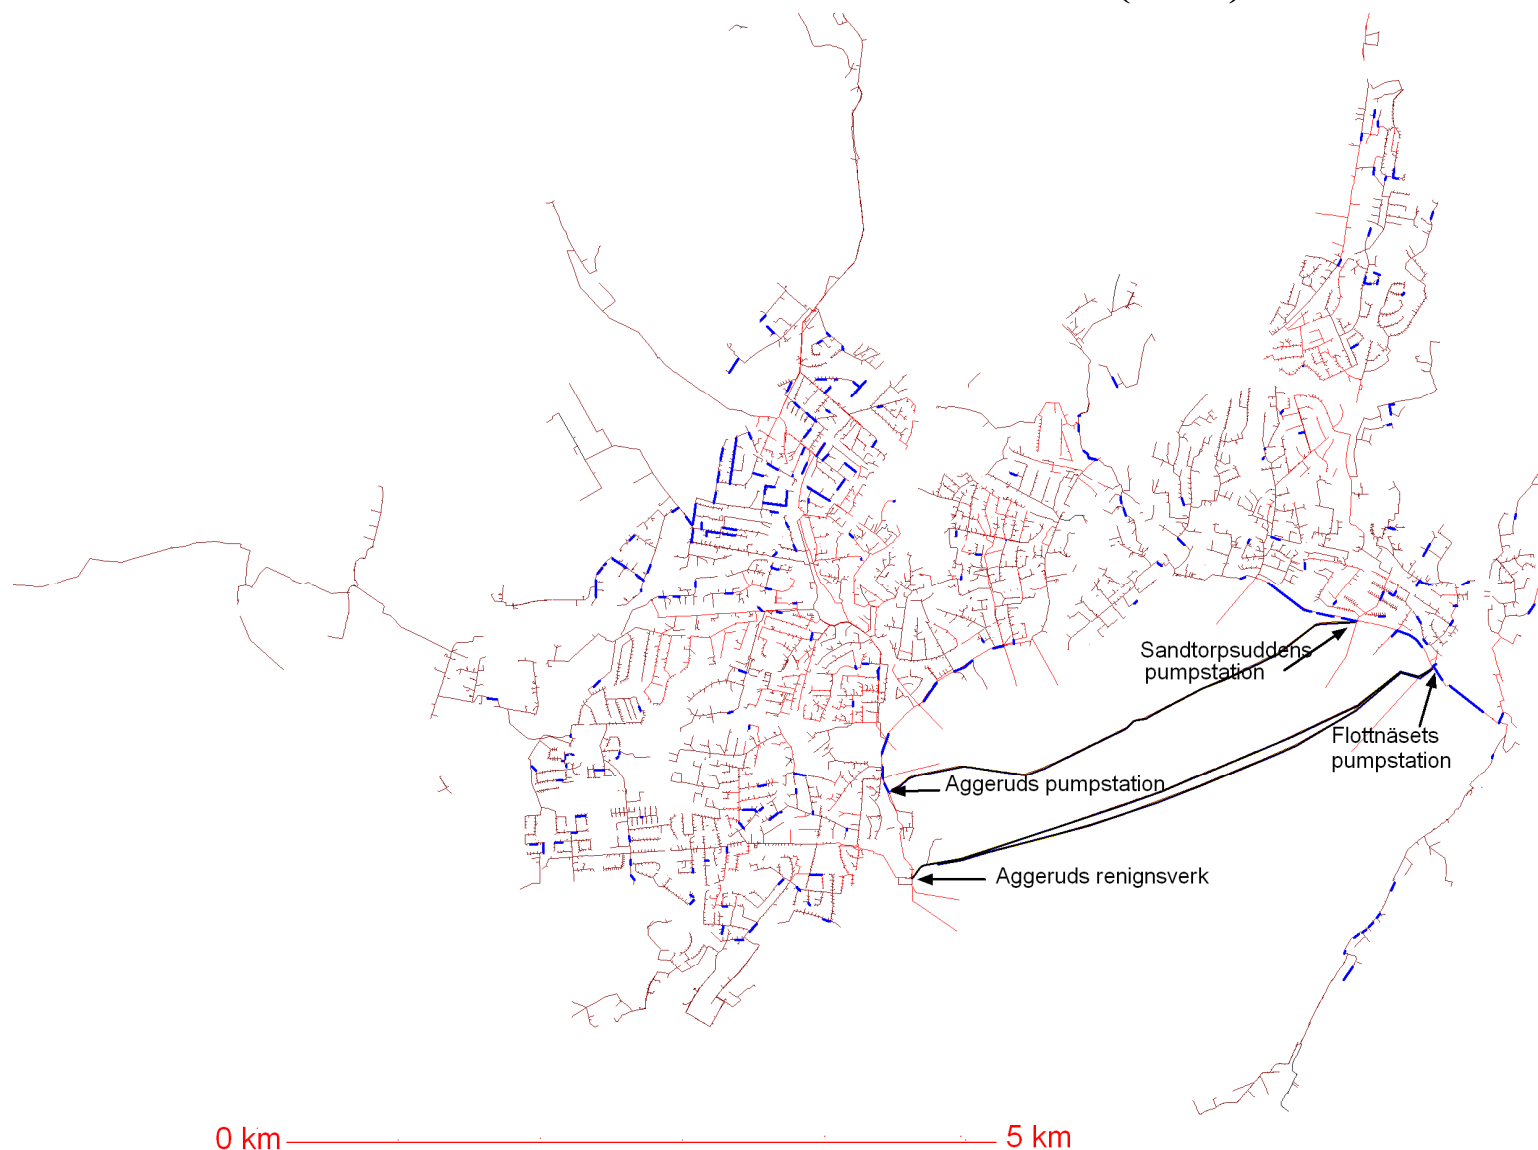 Sandtorpsuddens
pumpstation
Flottnäsets
pumpstation
Aggeruds pumpstation
Aggeruds renignsverk
0 km
5 km